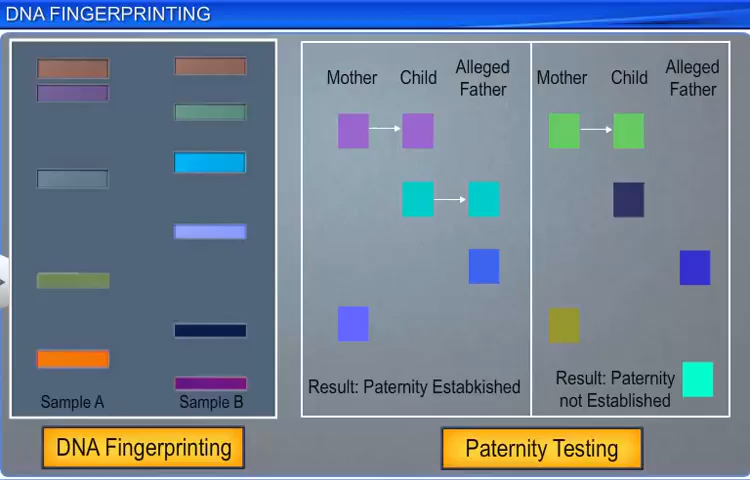 DNA FINGERPRINTING
Sample A
Sample B
DNA Fingerprinting
Mother
Child
Alleged
Father
Result: Paternity Estabkished
Mother
Child
Alleged
Father
Result: Paternity
not Established
Paternity Testing